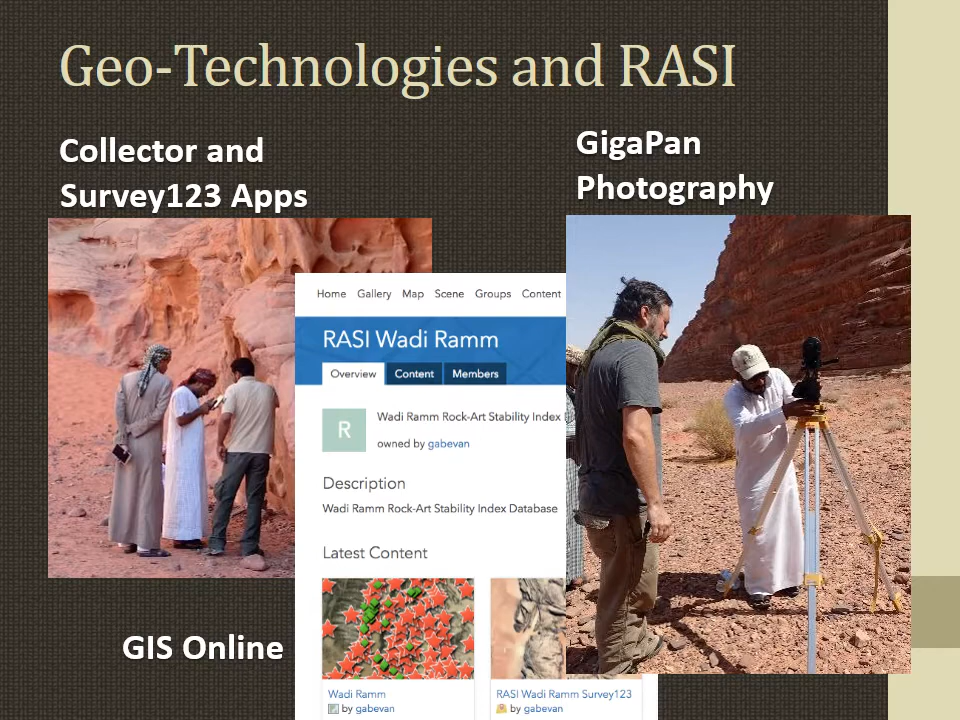 Geo-Technologies and RASI
Collector and
Survey123 Apps
GigaPan
Photography
Home Gallery Map Scene Groups Content
RASI Wadi Ramm
Overview Content Members
R
Wadi Ramm Rock-Art Stability Index
owned by gabevan
Description
Wadi Ramm Rock-Art Stability Index Database
Latest Content
GIS Online
Wadi Ramm
by gabevan
RASI Wadi Ramm Survey123
by gabevan